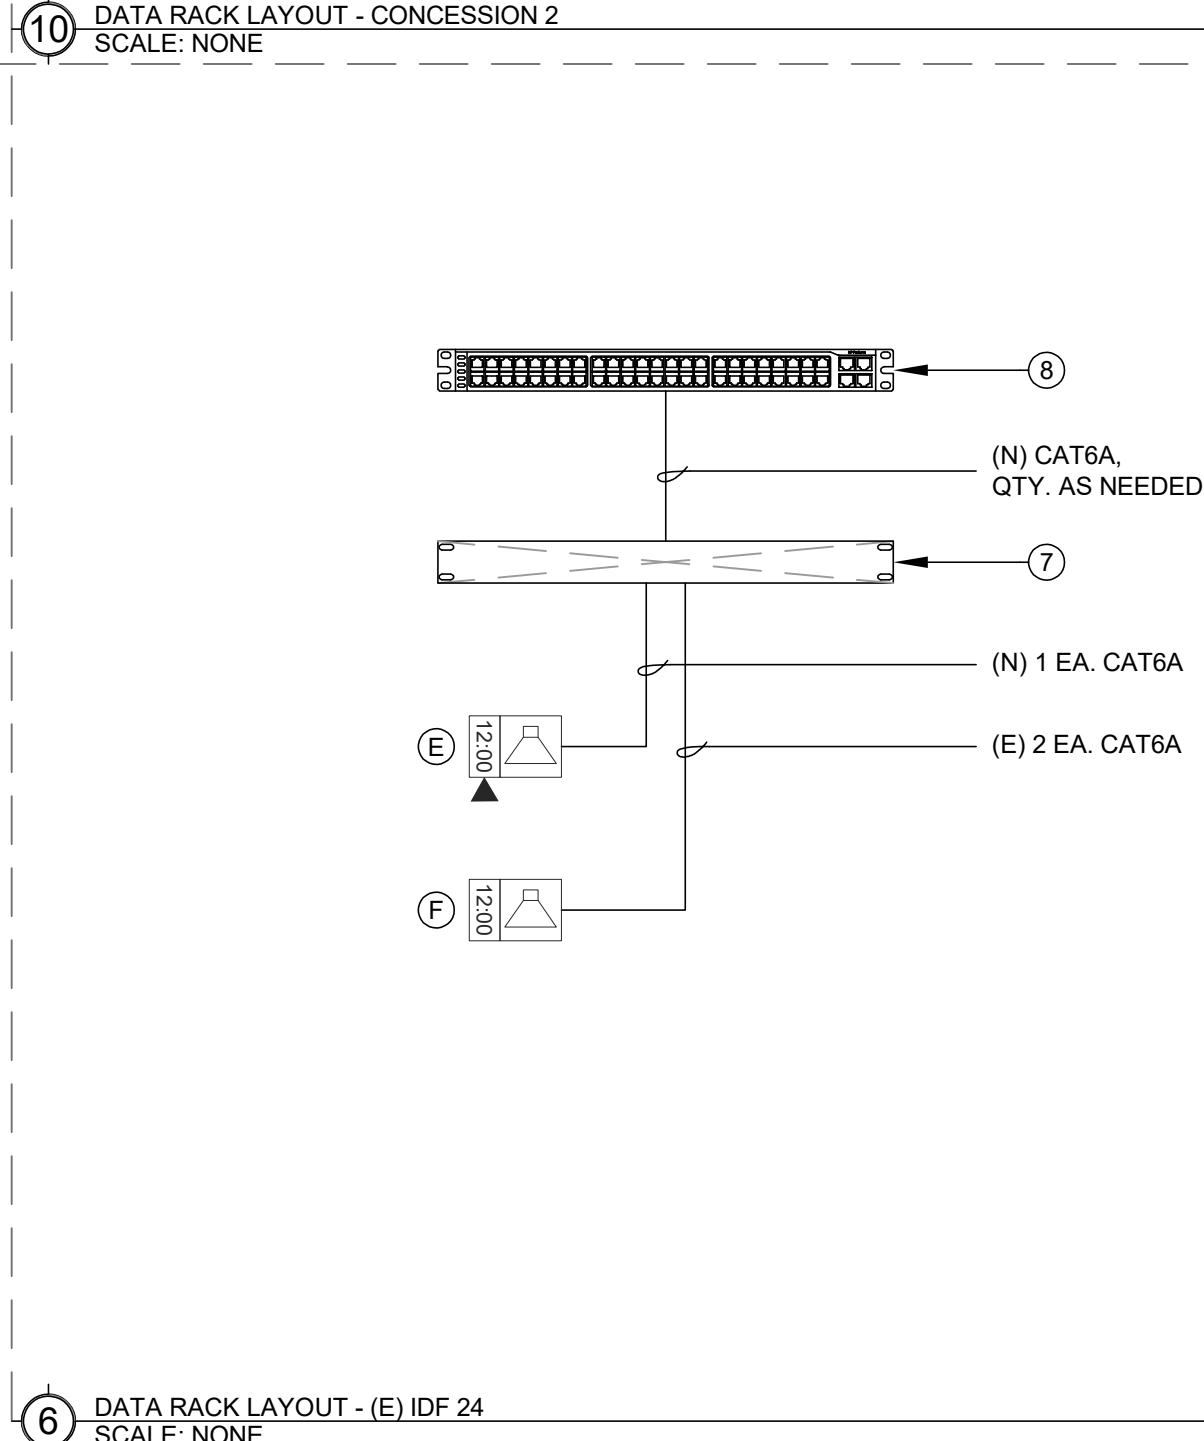 10
DATA RACK LAYOUT - CONCESSION 2
SCALE: NONE
8
(N) CAT6A,
QTY. AS NEEDED
7
(N) 1 EA. CAT6A
E
12:00
(E) 2 EA. CAT6A
F
12:00
6
DATA RACK LAYOUT - (E) IDF 24
SCALE: NONE